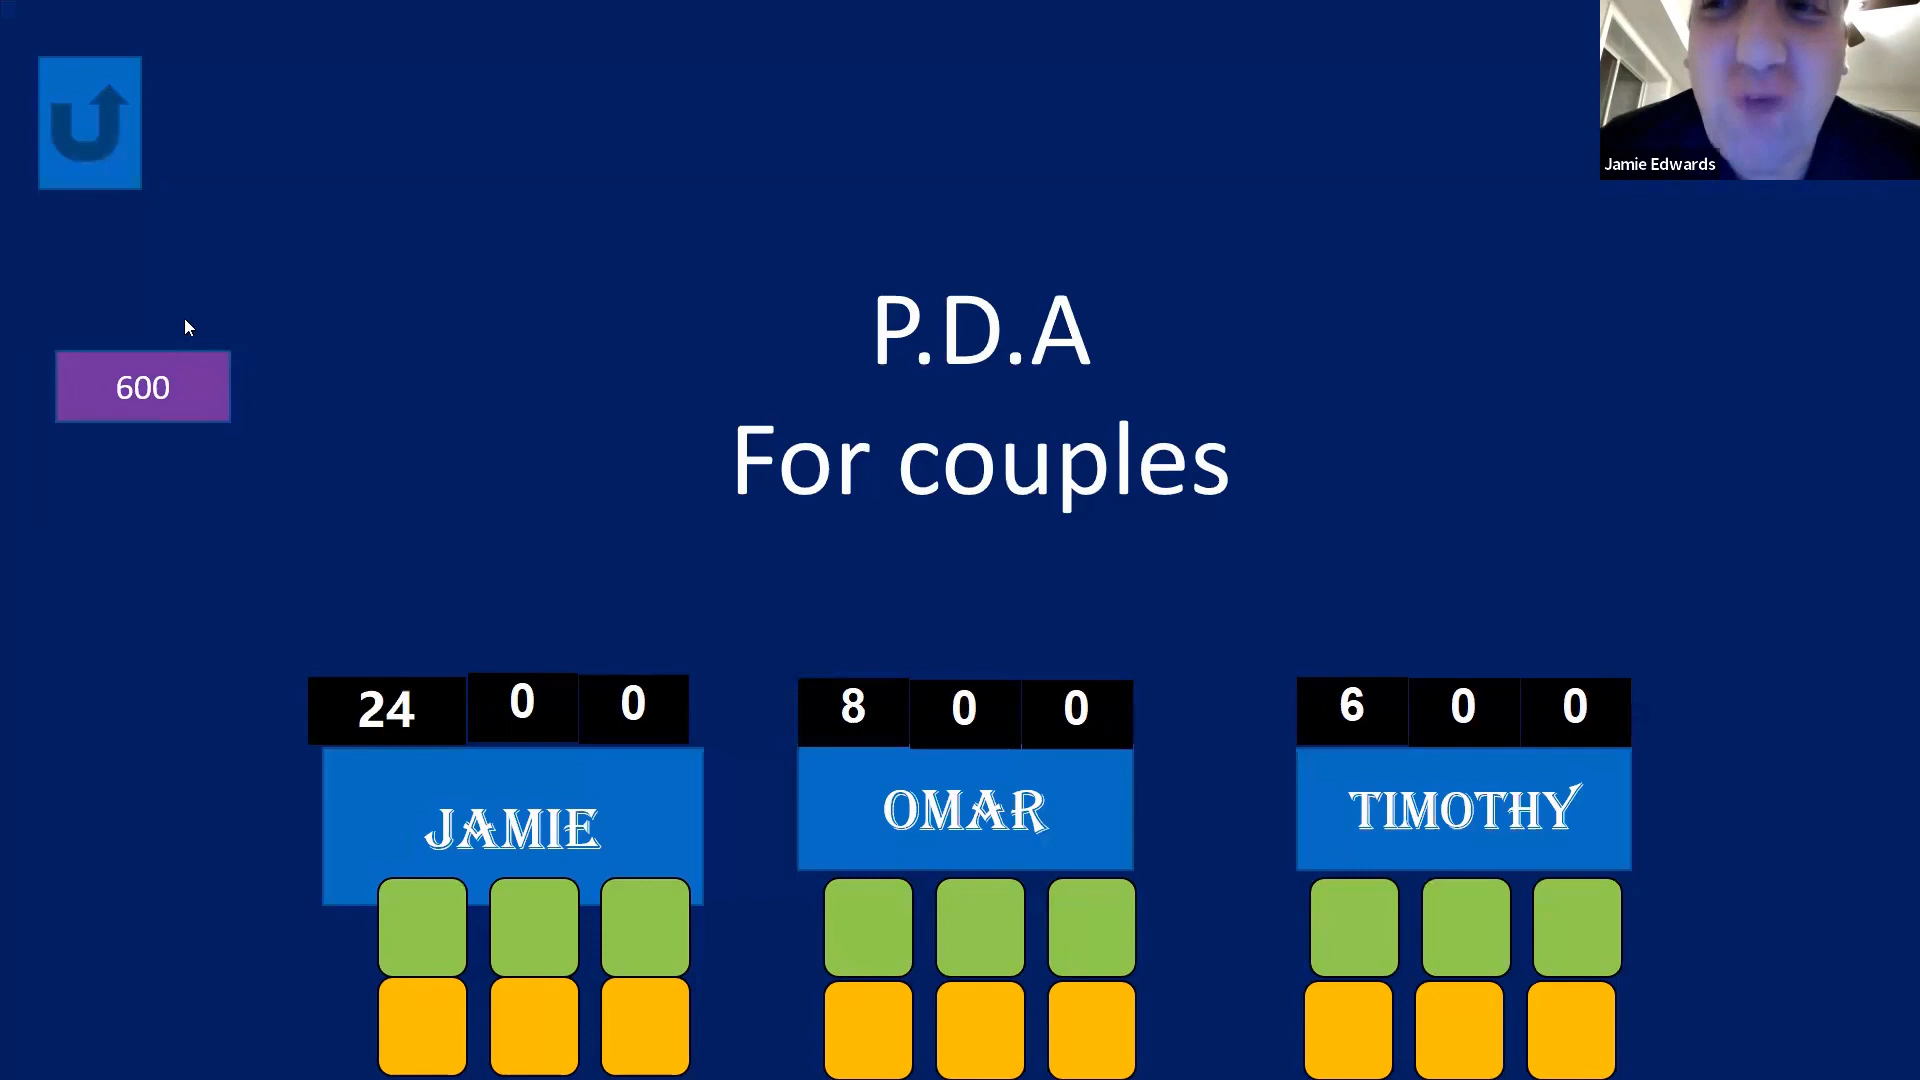 Jamie Edwards
P.D.A
For couples
600
24 0 0
8 0 0
6 0 0
JAMIE
OMAR
TIMOTHY